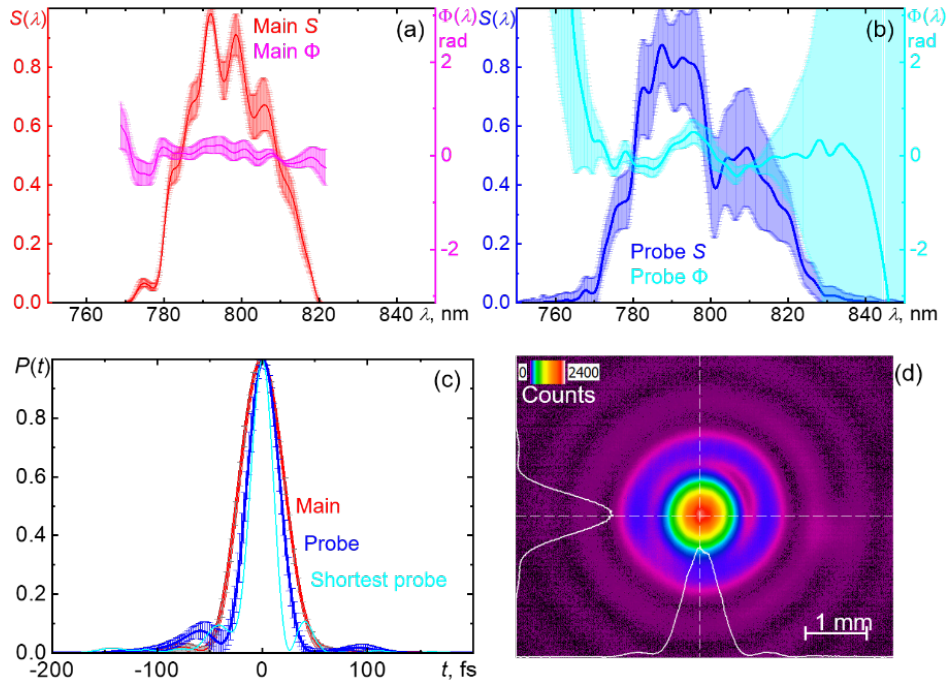 S(λ)
Main S
Main Φ
(a)
Φ(λ)
rad
0.8
0.6
0.4
0.2
0.0
2
0
-2
760
780
800
820
840
λ, nm
S(λ)
(b)
Φ(λ)
rad
0.8
0.6
0.4
0.2
0.0
2
0
-2
Probe S
Probe Φ
760
780
800
820
840
λ, nm
P(t)
(c)
0.8
0.6
0.4
0.2
0.0
Main
Probe
Shortest probe
-200
-100
0
100
t, fs
0
2400
Counts
(d)
1 mm